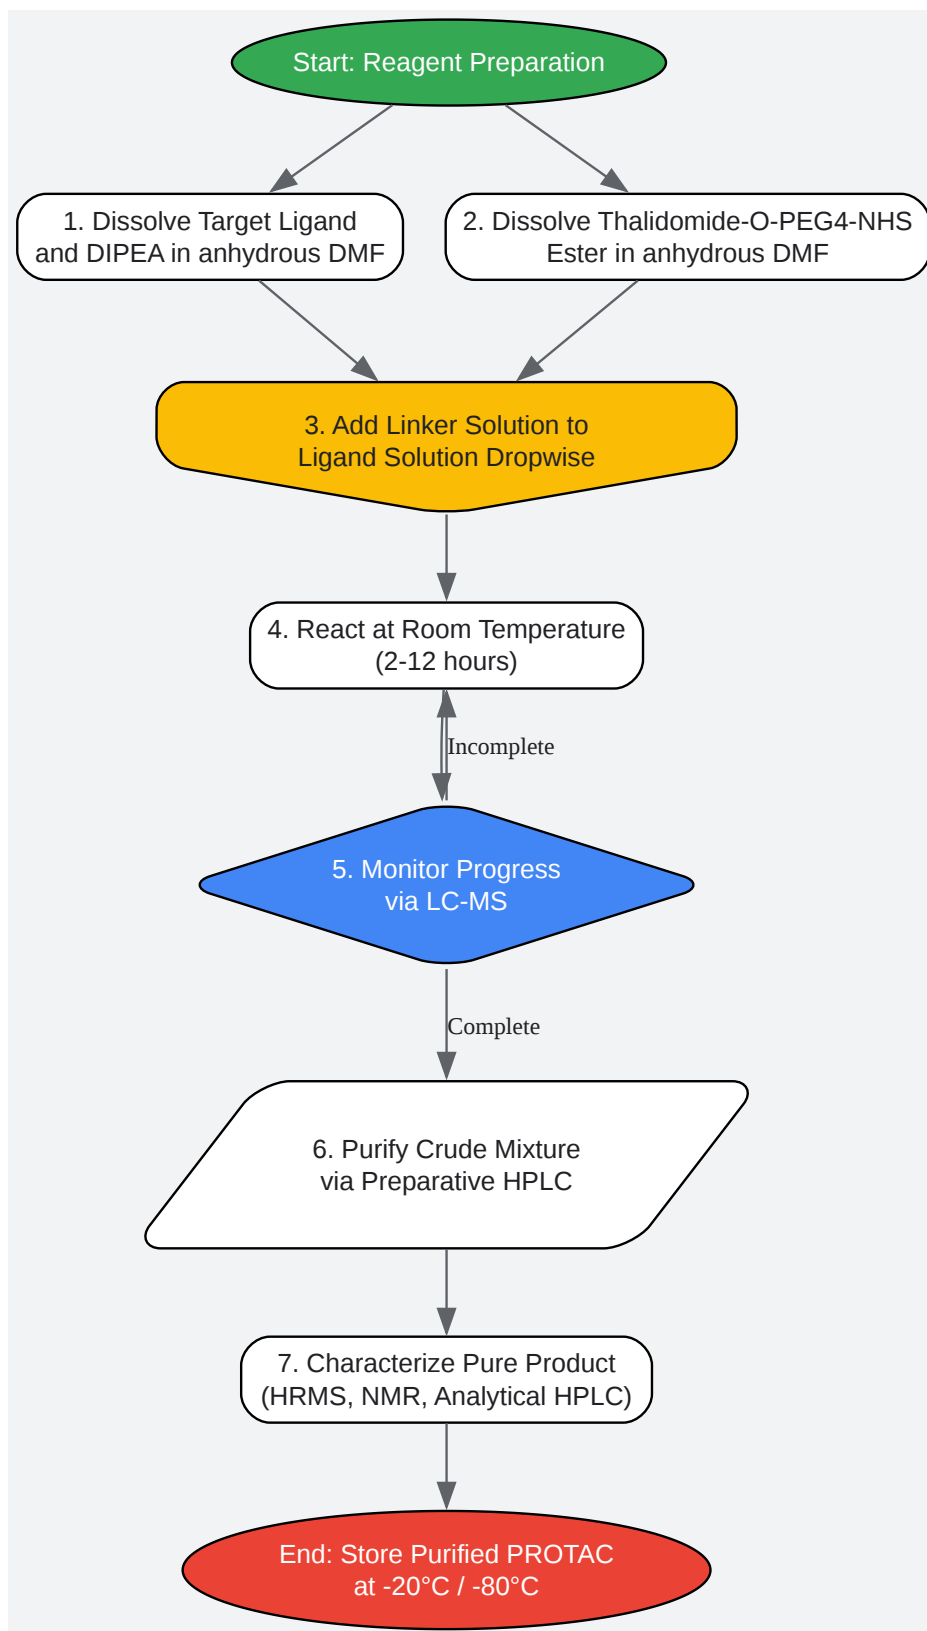 Start: Reagent Preparation
1. Dissolve Target Ligand
and DIPEA in anhydrous DMF
2. Dissolve Thalidomide-O-PEG4-NHS
Ester in anhydrous DMF
3. Add Linker Solution to
Ligand Solution Dropwise
4. React at Room Temperature
(2-12 hours)
Incomplete
5. Monitor Progress
via LC-MS
Complete
6. Purify Crude Mixture
via Preparative HPLC
7. Characterize Pure Product
(HRMS, NMR, Analytical HPLC)
End: Store Purified PROTAC
at -20°C / -80°C